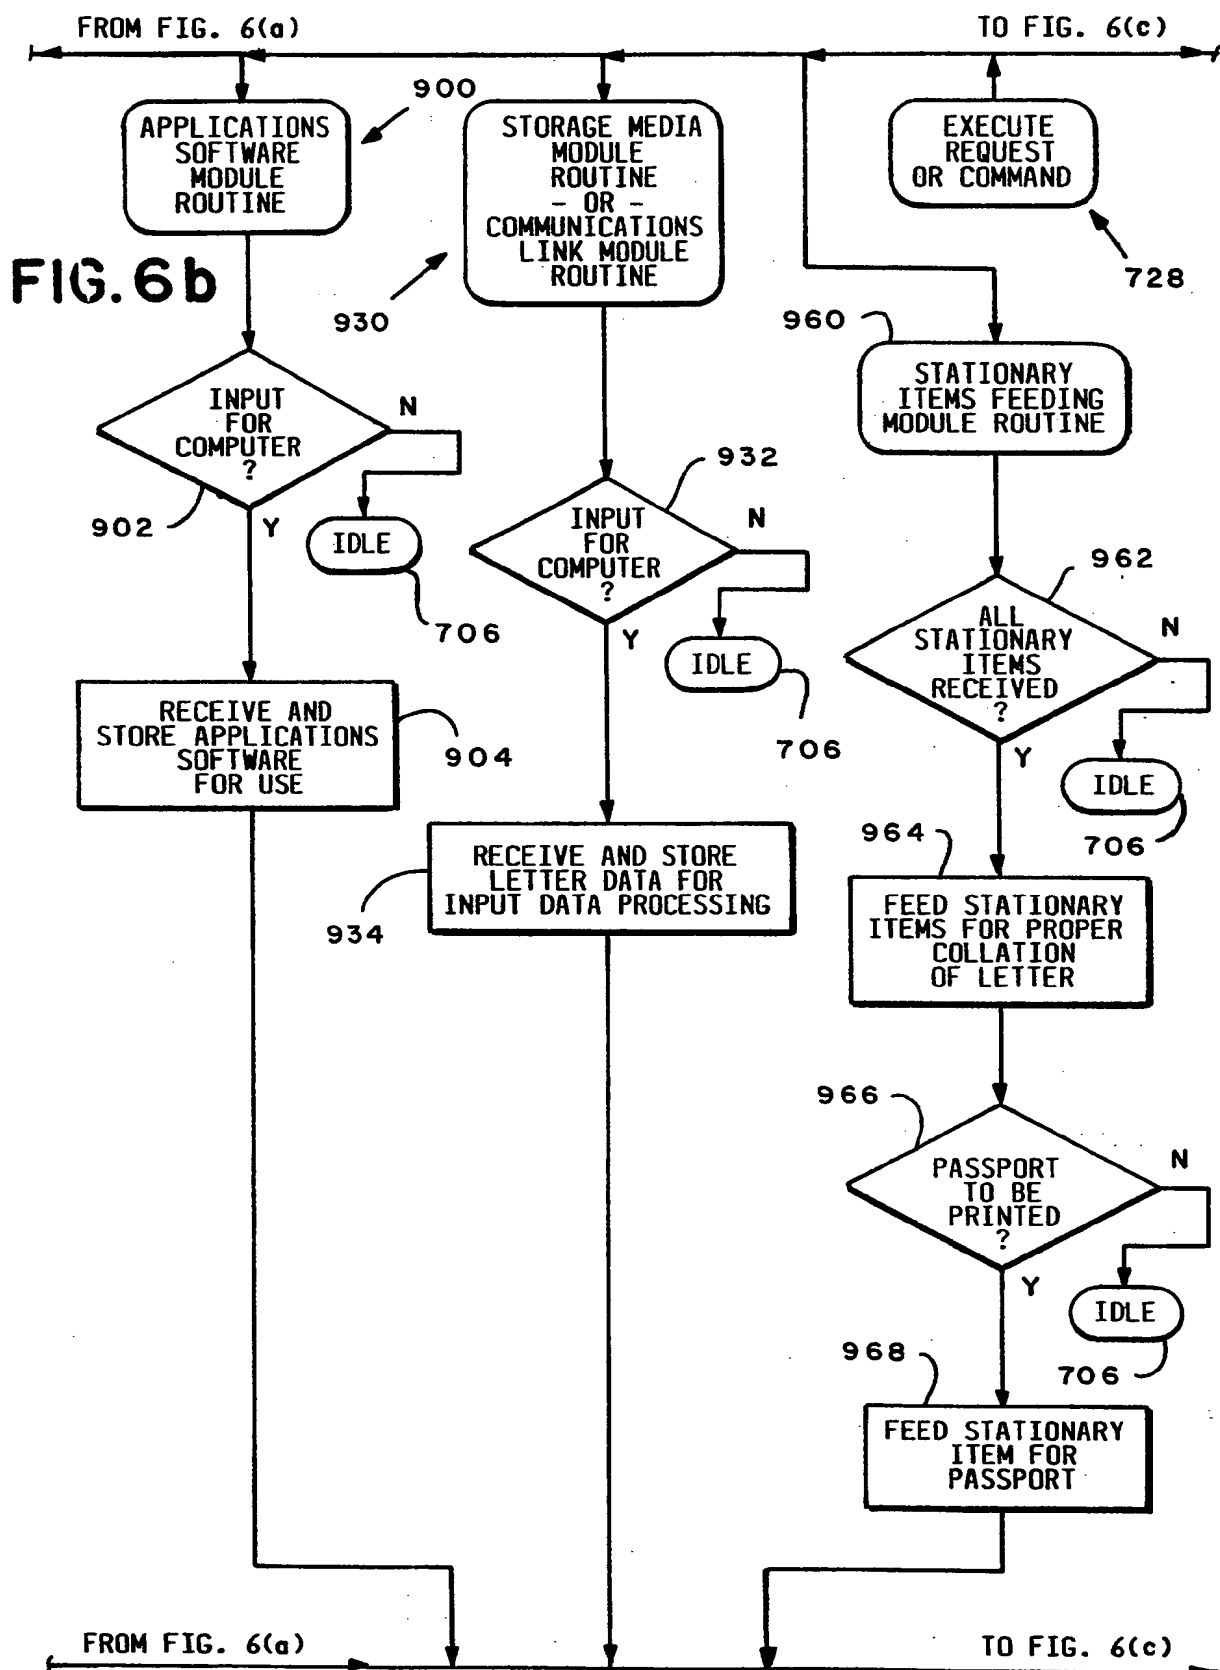 FROM FIG. 6(a)
TO FIG. 6(c)
APPLICATIONS
SOFTWARE
MODULE
ROUTINE
900
STORAGE MEDIA
MODULE
ROUTINE
- OR -
COMMUNICATIONS
LINK MODULE
ROUTINE
930
EXECUTE
REQUEST
OR COMMAND
728
FIG. 6b
INPUT
FOR
COMPUTER
?
N
902
Y
IDLE
706
RECEIVE AND
STORE APPLICATIONS
SOFTWARE
FOR USE
904
INPUT
FOR
COMPUTER
?
932
N
Y
IDLE
706
RECEIVE AND STORE
LETTER DATA FOR
INPUT DATA PROCESSING
934
960
STATIONARY
ITEMS FEEDING
MODULE ROUTINE
962
ALL
STATIONARY
ITEMS
RECEIVED
?
N
Y
IDLE
706
964
FEED STATIONARY
ITEMS FOR PROPER
COLLATION
OF LETTER
966
PASSPORT
TO BE
PRINTED
?
N
Y
IDLE
706
968
FEED STATIONARY
ITEM FOR
PASSPORT
FROM FIG. 6(a)
TO FIG. 6(c)